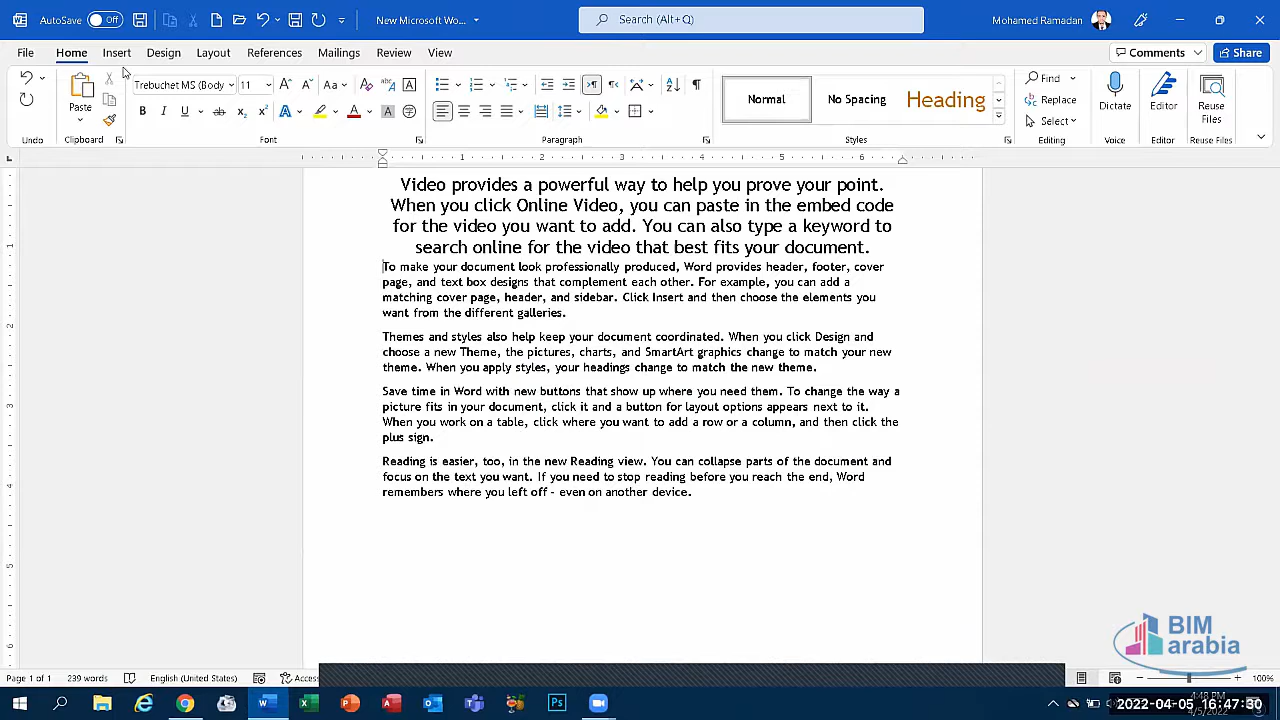 AutoSave Off New Microsoft Wo... Search (Alt+Q) Mohamed Ramadan
File Home Insert Design Layout References Mailings Review View Comments Share
Trebuchet MS (Body 11 Aa Find
Paste B I U Normal No Spacing Heading Replace Dictate Editor Reuse Files
Select
Undo Clipboard Font Paragraph Styles Editing Voice Reuse Files
1 2 3 4 5 6
Video provides a powerful way to help you prove your point.
When you click Online Video, you can paste in the embed code
for the video you want to add. You can also type a keyword to
search online for the video that best fits your document.
To make your document look professionally produced, Word provides header, footer, cover
page, and text box designs that complement each other. For example, you can add a
matching cover page, header, and sidebar. Click Insert and then choose the elements you
want from the different galleries.
Themes and styles also help keep your document coordinated. When you click Design and
choose a new Theme, the pictures, charts, and SmartArt graphics change to match your new
theme. When you apply styles, your headings change to match the new theme.
Save time in Word with new buttons that show up where you need them. To change the way a
picture fits in your document, click it and a button for layout options appears next to it.
When you work on a table, click where you want to add a row or a column, and then click the
plus sign.
Reading is easier, too, in the new Reading view. You can collapse parts of the document and
focus on the text you want. If you need to stop reading before you reach the end, Word
remembers where you left off - even on another device.
BIM
arabia
Page 1 of 1 239 words English (United States) Access 100%
4:48 PM
2022-04-05 16:47:30
4/5/2022